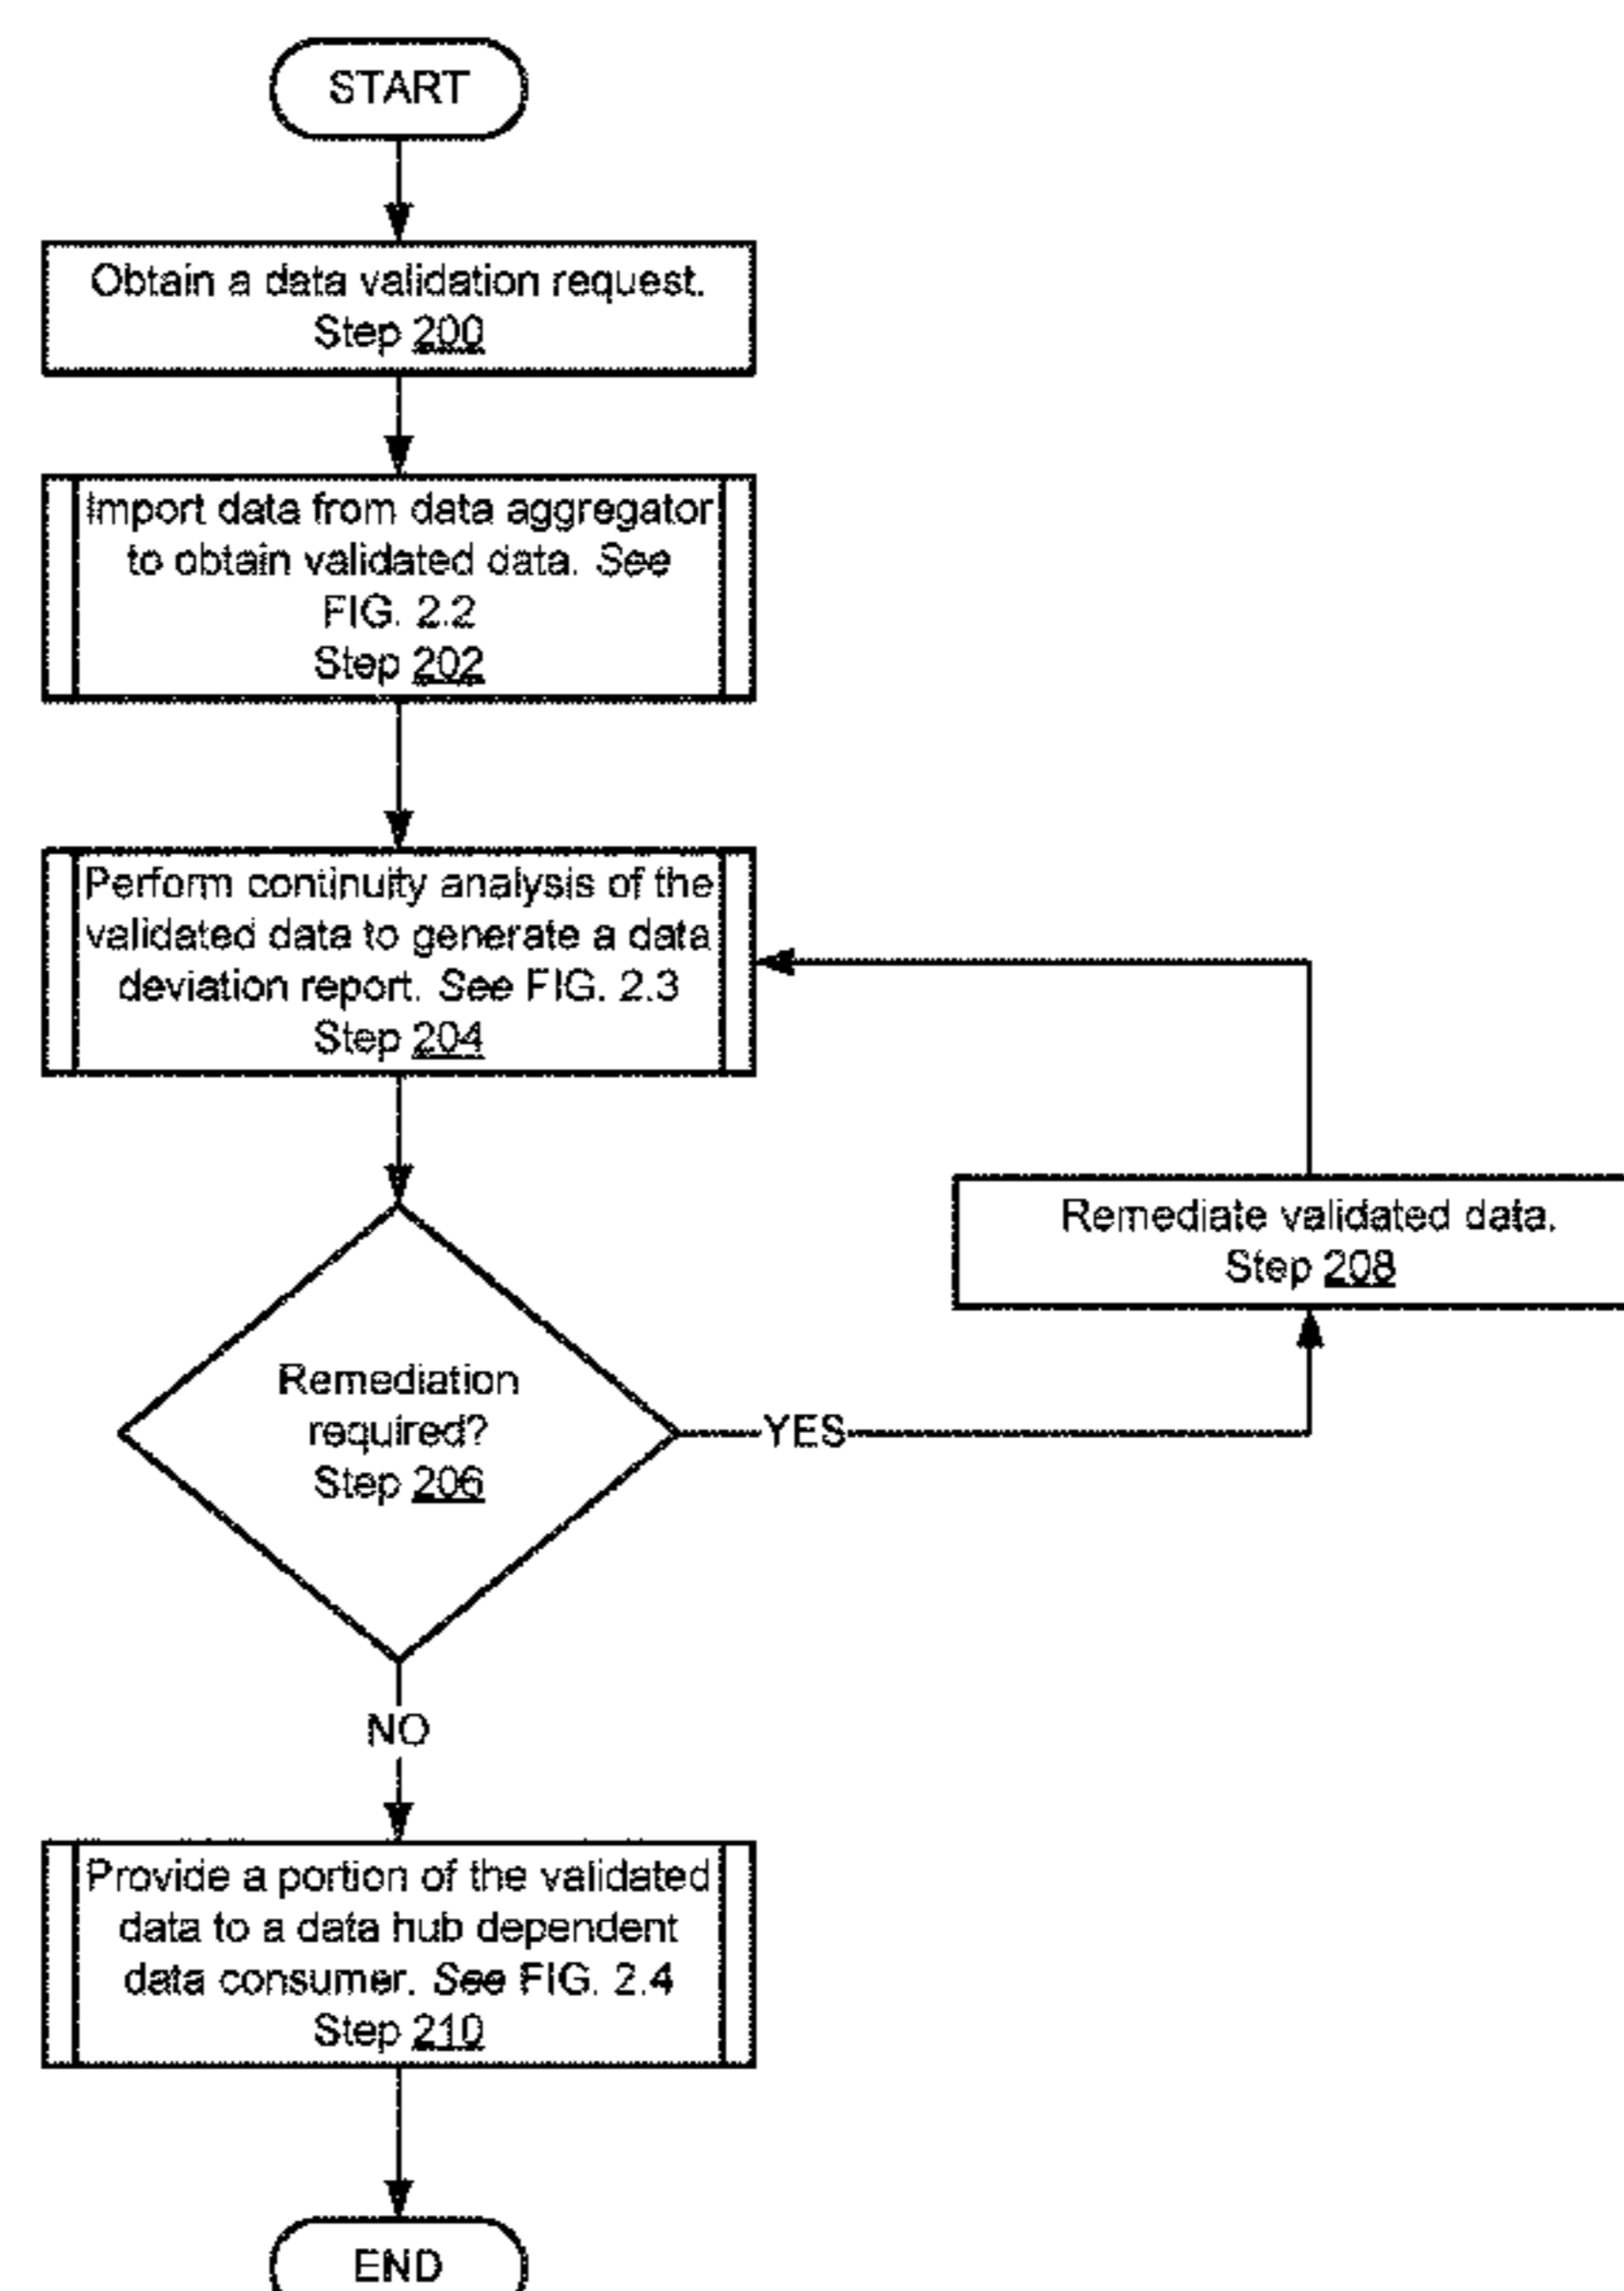 START
Obtain a data validation request.
Step 200
Import data from data aggregator
to obtain validated data. See
FIG. 2.2
Step 202
Perform continuity analysis of the
validated data to generate a data
deviation report. See FIG. 2.3
Step 204
Remediate validated data.
Step 208
Remediation
required?
Step 206
YES
NO
Provide a portion of the validated
data to a data hub dependent
data consumer. See FIG. 2.4
Step 210
END